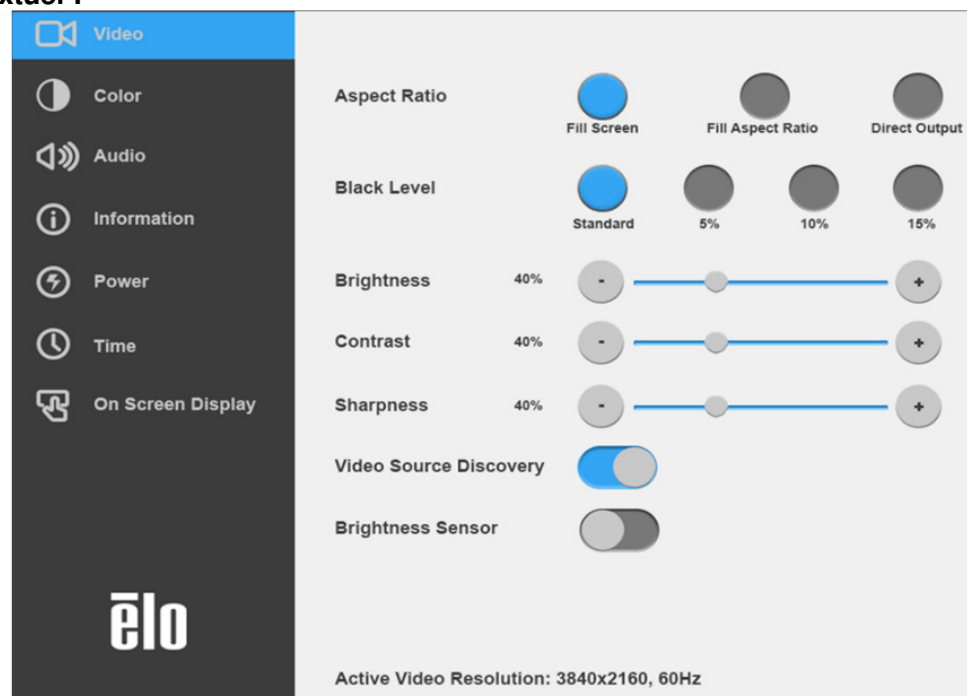 Video
Color
Audio
Information
Power
Time
On Screen Display
ēlo
Aspect Ratio
Fill Screen
Fill Aspect Ratio
Direct Output
Black Level
Standard
5%
10%
15%
Brightness 40% - +
Contrast 40% - +
Sharpness 40% - +
Video Source Discovery
Brightness Sensor
Active Video Resolution: 3840x2160, 60Hz